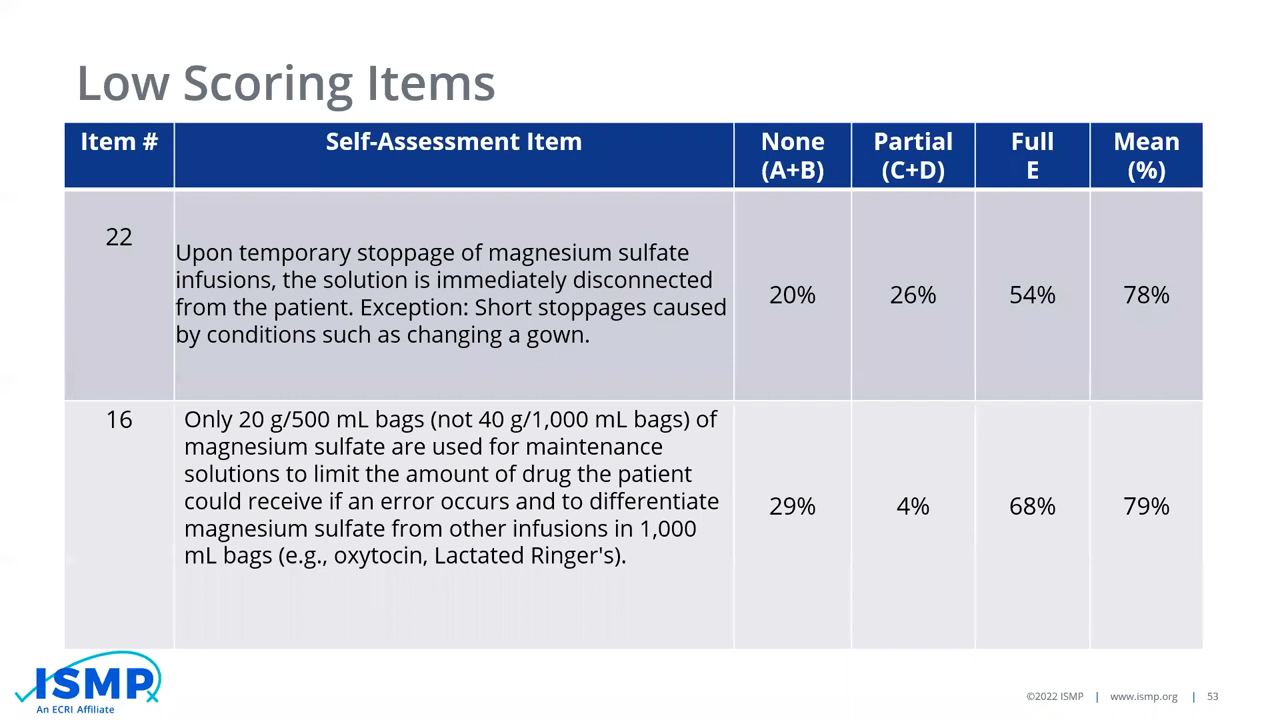 Low Scoring Items
Item #
Self-Assessment Item
None
(A+B)
Partial
(C+D)
Full
E
Mean
(%)
22
Upon temporary stoppage of magnesium sulfate
infusions, the solution is immediately disconnected
from the patient. Exception: Short stoppages caused
by conditions such as changing a gown.
20%
26%
54%
78%
16
Only 20 g/500 mL bags (not 40 g/1,000 mL bags) of
magnesium sulfate are used for maintenance
solutions to limit the amount of drug the patient
could receive if an error occurs and to differentiate
magnesium sulfate from other infusions in 1,000
mL bags (e.g., oxytocin, Lactated Ringer's).
29%
4%
68%
79%
ISMP
An ECRI Affiliate
©2022 ISMP | www.ismp.org | 53